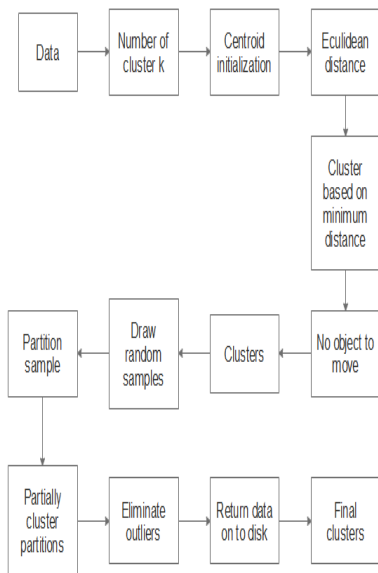 Data
Number of
cluster k
Centroid
initialization
Eculidean
distance
Cluster
based on
minimum
distance
No object to
move
Clusters
Draw
random
samples
Partition
sample
Partially
cluster
partitions
Eliminate
outliers
Return data
on to disk
Final
clusters